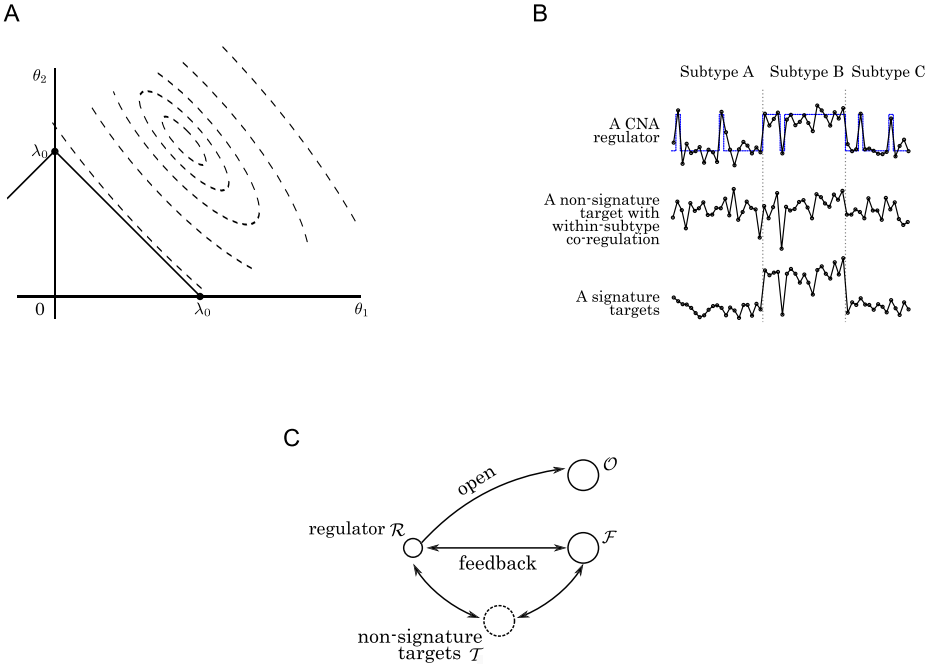 A
θ₂
λ₀
0
λ₀
θ₁
B
Subtype A
Subtype B
Subtype C
A CNA
regulator
A non-signature
target with
within-subtype
co-regulation
A signature
targets
C
open
𝒪
regulator ℛ
ℱ
feedback
non-signature
targets 𝒯